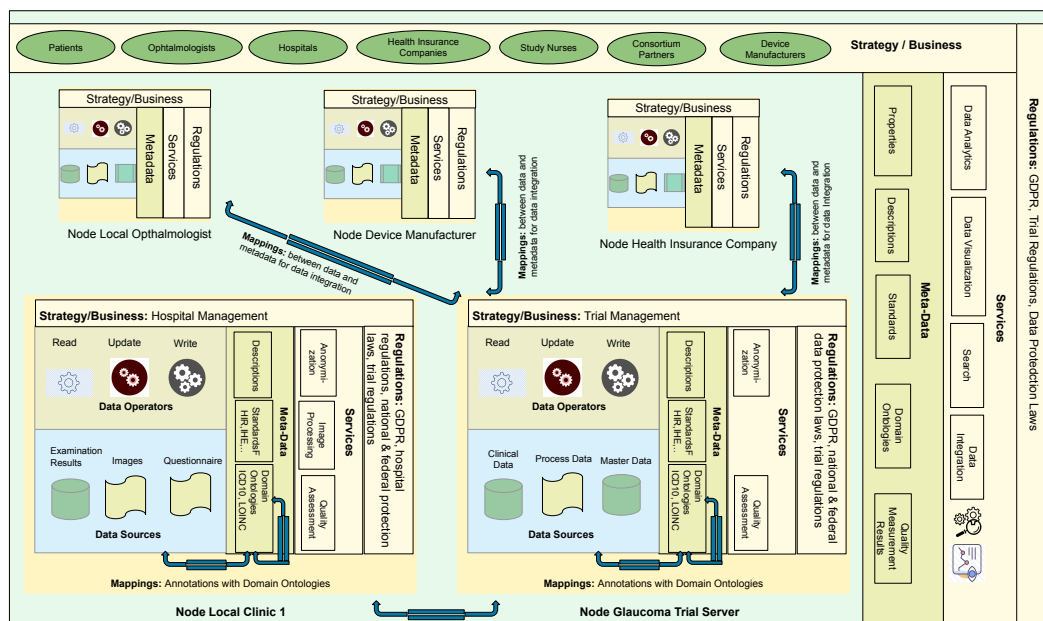 Patients
Ophtalmologists
Hospitals
Health Insurance
Companies
Study Nurses
Consortium
Partners
Device
Manufacturers
Strategy / Business
Strategy/Business
Metadata
Services
Regulations
Node Local Opthalmologist
Strategy/Business
Metadata
Services
Regulations
Node Device Manufacturer
Strategy/Business
Metadata
Services
Regulations
Node Health Insurance Company
Mappings: between data and
metadata for data integration
Mappings: between data and
metadata for data integration
Mappings: between data and
metadata for data Integration
Strategy/Business: Hospital Management
Read
Update
Write
Data Operators
Examination
Results
Images
Questionnaire
Data Sources
Descriptions
StandardsF
HIR,IHE,..
Domain
Ontologies
ICD10, LOINC
Meta-Data
Anonymi-
zation
Image
Processing
Quality
Assessment
Services
Regulations: GDPR, hospital
regulations, national & federal protection
laws, trial regulations
Mappings: Annotations with Domain Ontologies
Node Local Clinic 1
Strategy/Business: Trial Management
Read
Update
Write
Data Operators
Clinical
Data
Process Data
Master Data
Data Sources
Descriptions
StandardsF
HIR,IHE,..
Domain
Ontologies
ICD10, LOINC
Meta-Data
Anonymi-
zation
Quality
Assessment
Services
Regulations: GDPR, national & federal
data protection laws, trial regulations
Mappings: Annotations with Domain Ontologies
Node Glaucoma Trial Server
Properties
Descriptions
Standards
Domain
Ontologies
Quality
Measurement
Results
Meta-Data
Data Analytics
Data Visualization
Search
Data
Integration
Services
Regulations: GDPR, Trial Regulations, Data Protedction Laws